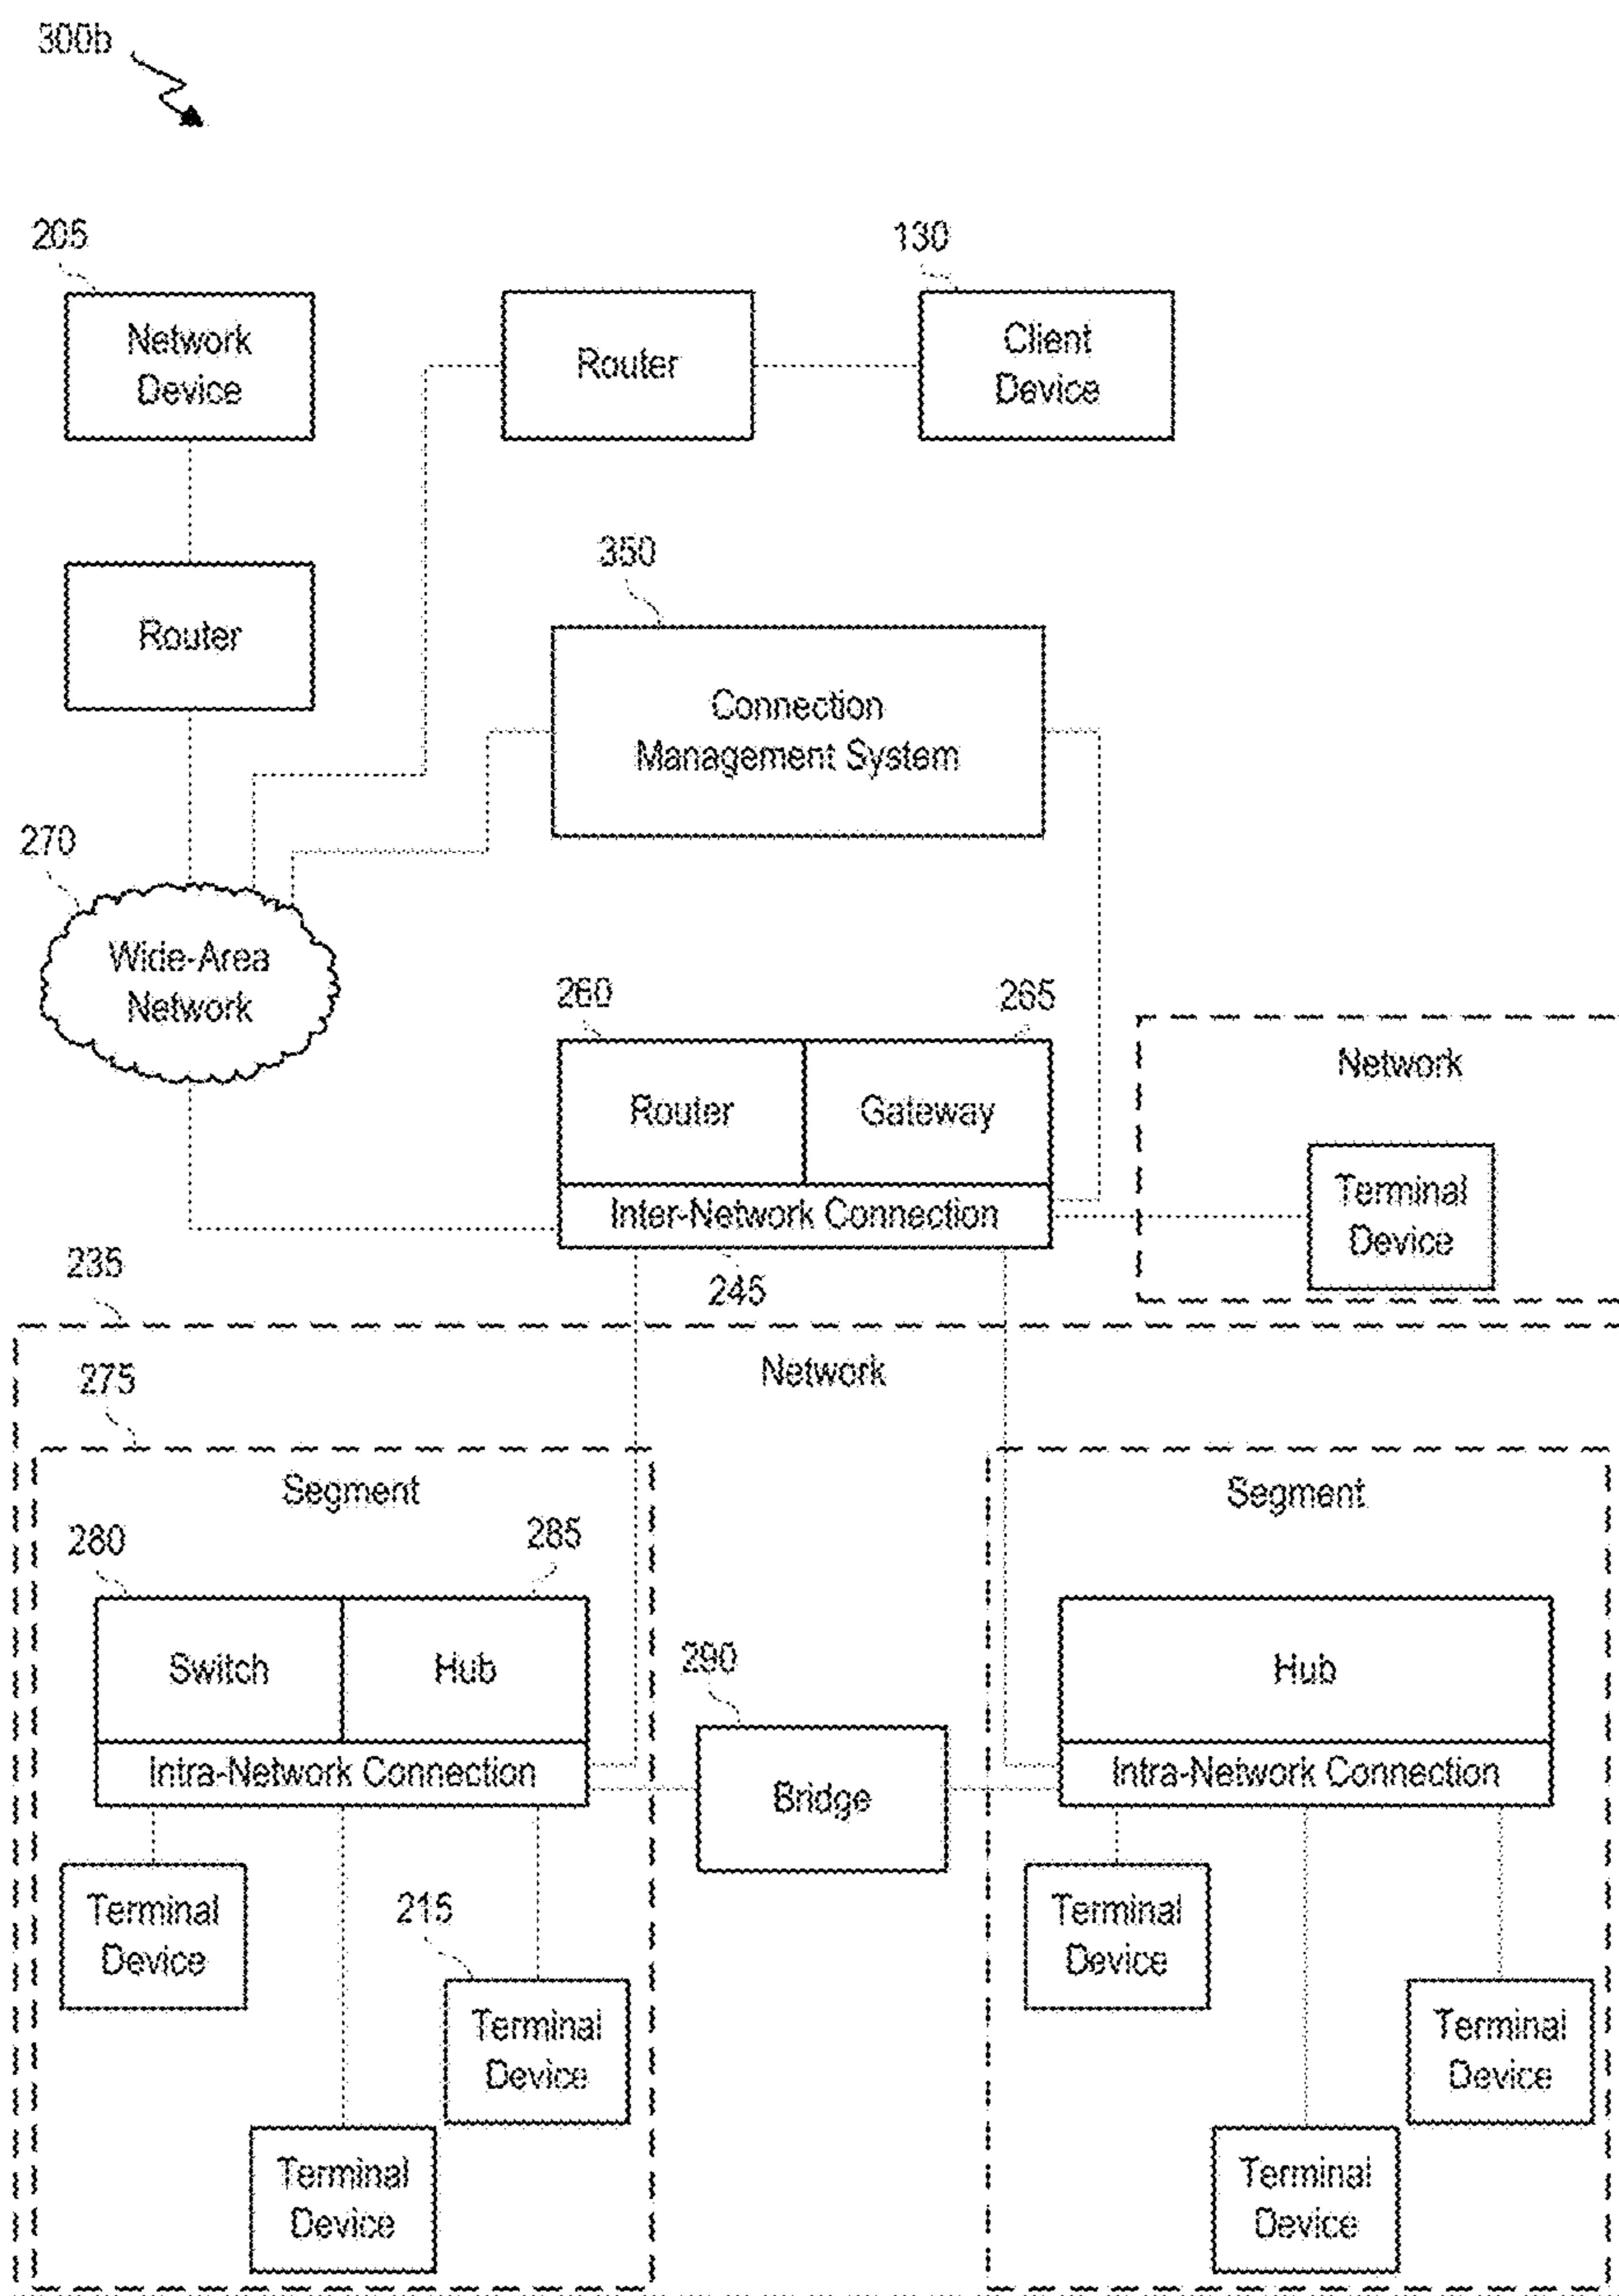 300b
205
130
Network
Device
Router
Client
Device
350
Router
Connection
Management System
270
Wide-Area
Network
260
265
Network
Router
Gateway
Terminal
Device
Inter-Network Connection
235
245
275
Network
Segment
Segment
280
285
Switch
Hub
290
Hub
Intra-Network Connection
Bridge
Intra-Network Connection
Terminal
Device
215
Terminal
Device
Terminal
Device
Terminal
Device
Terminal
Device
Terminal
Device